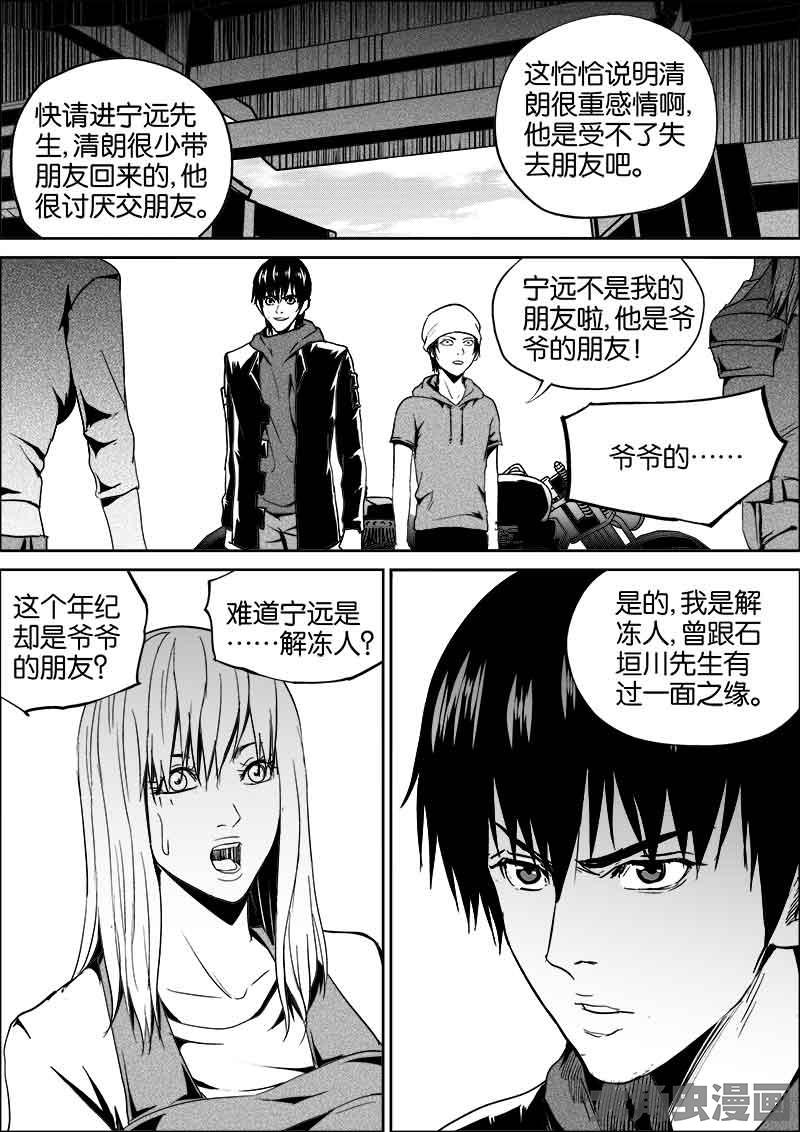 快请进宁远先
生,清朗很少带
朋友回来的,他
很讨厌交朋友。
这恰恰说明清
朗很重感情啊,
他是受不了失
去朋友吧。
宁远不是我的
朋友啦,他是爷
爷的朋友!
爷爷的……
这个年纪
却是爷爷
的朋友?
难道宁远是
……解冻人?
是的,我是解
冻人,曾跟石
垣川先生有
过一面之缘。
角虫漫画